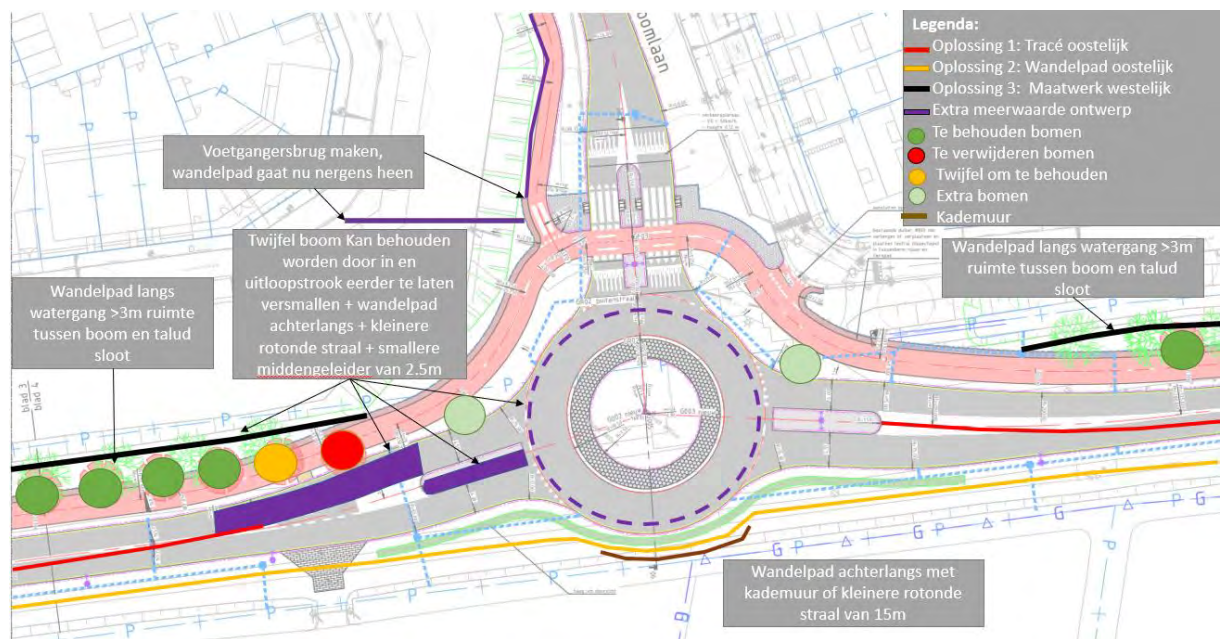 oomlaan
Legenda:
Oplossing 1: Tracé oostelijk
Oplossing 2: Wandelpad oostelijk
Oplossing 3: Maatwerk westelijk
Extra meerwaarde ontwerp
Te behouden bomen
Te verwijderen bomen
Twijfel om te behouden
Extra bomen
Kademuur
Voetgangersbrug maken,
wandelpad gaat nu nergens heen
Twijfel boom Kan behouden
worden door in en
uitloopstrook eerder te laten
versmallen + wandelpad
achterlangs + kleinere
rotonde straal + smallere
middengeleider van 2.5m
Wandelpad langs
watergang >3m ruimte
tussen boom en talud
sloot
Wandelpad langs watergang >3m
ruimte tussen boom en talud
sloot
blad 4
blad 3
Wandelpad achterlangs met
kademuur of kleinere rotonde
straal van 15m